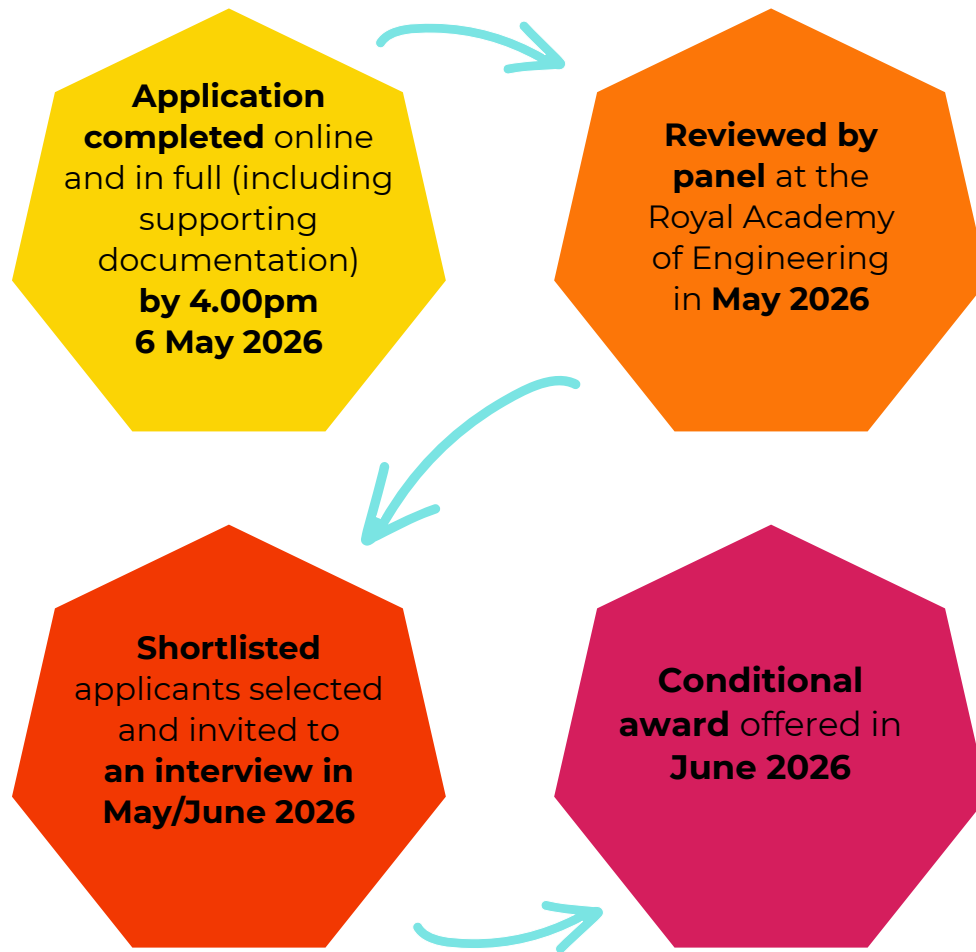 Application
completed online
and in full (including
supporting
documentation)
by 4.00pm
6 May 2026
Reviewed by
panel at the
Royal Academy
of Engineering
in May 2026
Shortlisted
applicants selected
and invited to
an interview in
May/June 2026
Conditional
award offered in
June 2026